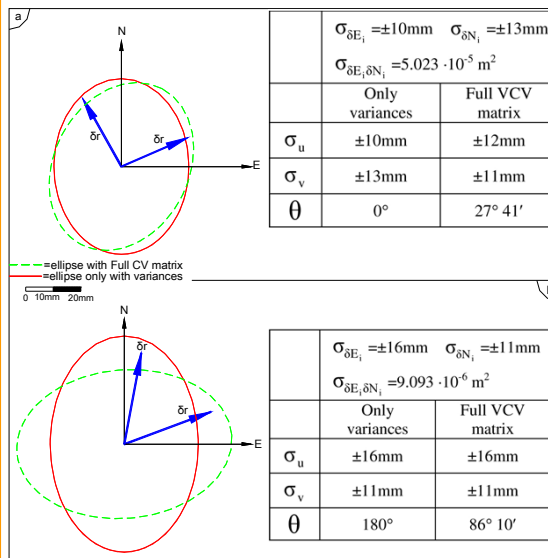 a
N
δr
δr
E
=ellipse with Full CV matrix
=ellipse only with variances
0 10mm 20mm
σδEi =±10mm σδNi =±13mm
σδEiδNi =5.023 ·10⁻⁵ m²
Only variances
Full VCV matrix
σu ±10mm ±12mm
σv ±13mm ±11mm
θ 0° 27° 41′
N
δr
δr
E
σδEi =±16mm σδNi =±11mm
σδEiδNi =9.093 ·10⁻⁶ m²
Only variances
Full VCV matrix
σu ±16mm ±16mm
σv ±11mm ±11mm
θ 180° 86° 10′